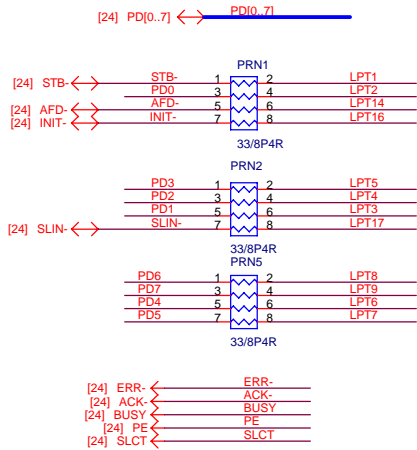 [24] PD[0..7] PD[0..7]
PRN1
[24] STB- STB- 1 2 LPT1
PD0 3 4 LPT2
[24] AFD- AFD- 5 6 LPT14
[24] INIT- INIT- 7 8 LPT16
33/8P4R
PRN2
PD3 1 2 LPT5
PD2 3 4 LPT4
PD1 5 6 LPT3
[24] SLIN- SLIN- 7 8 LPT17
33/8P4R
PRN5
PD6 1 2 LPT8
PD7 3 4 LPT9
PD4 5 6 LPT6
PD5 7 8 LPT7
33/8P4R
[24] ERR- ERR-
[24] ACK- ACK-
[24] BUSY BUSY
[24] PE PE
[24] SLCT SLCT